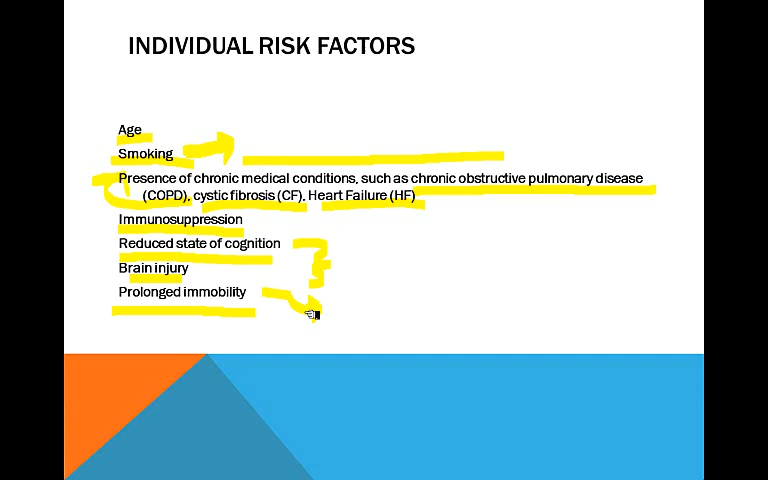 INDIVIDUAL RISK FACTORS
Age
Smoking
Presence of chronic medical conditions, such as chronic obstructive pulmonary disease
(COPD), cystic fibrosis (CF), Heart Failure (HF)
Immunosuppression
Reduced state of cognition
Brain injury
Prolonged immobility